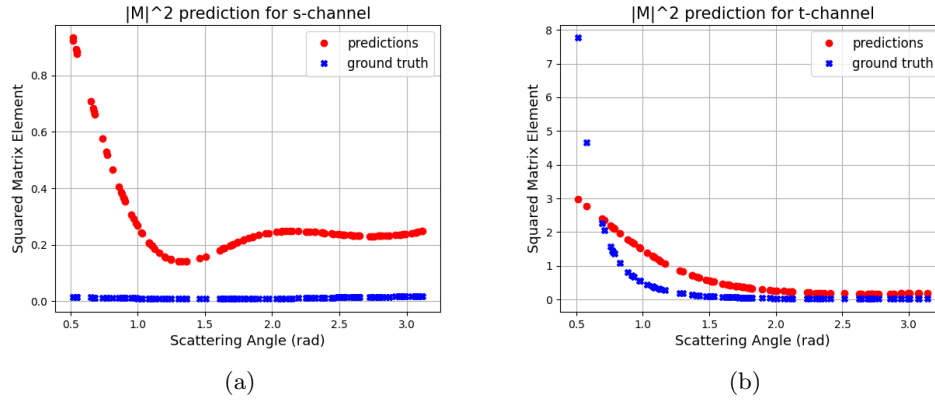 |M|^2 prediction for s-channel
predictions
ground truth
Squared Matrix Element
0.8
0.6
0.4
0.2
0.0
0.5
1.0
1.5
2.0
2.5
3.0
Scattering Angle (rad)
(a)
|M|^2 prediction for t-channel
predictions
ground truth
Squared Matrix Element
8
7
6
5
4
3
2
1
0
0.5
1.0
1.5
2.0
2.5
3.0
Scattering Angle (rad)
(b)